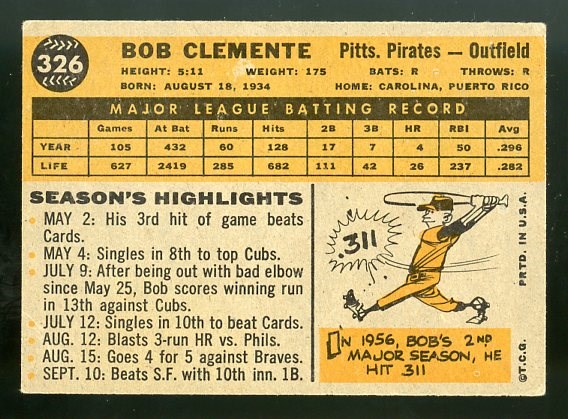 326
BOB CLEMENTE Pitts. Pirates — Outfield
HEIGHT: 5:11 WEIGHT: 175 BATS: R THROWS: R
BORN: AUGUST 18, 1934 HOME: CAROLINA, PUERTO RICO
MAJOR LEAGUE BATTING RECORD
Games At Bat Runs Hits 2B 3B HR RBI Avg
YEAR 105 432 60 128 17 7 4 50 .296
LIFE 627 2419 285 682 111 42 26 237 .282
SEASON'S HIGHLIGHTS
MAY 2: His 3rd hit of game beats
Cards.
MAY 4: Singles in 8th to top Cubs.
JULY 9: After being out with bad elbow
since May 25, Bob scores winning run
in 13th against Cubs.
JULY 12: Singles in 10th to beat Cards.
AUG. 12: Blasts 3-run HR vs. Phils.
AUG. 15: Goes 4 for 5 against Braves.
SEPT. 10: Beats S.F. with 10th inn. 1B.
.311
IN 1956, BOB'S 2ND
MAJOR SEASON, HE
HIT .311
PRTD. IN U.S.A.
©T.C.G.